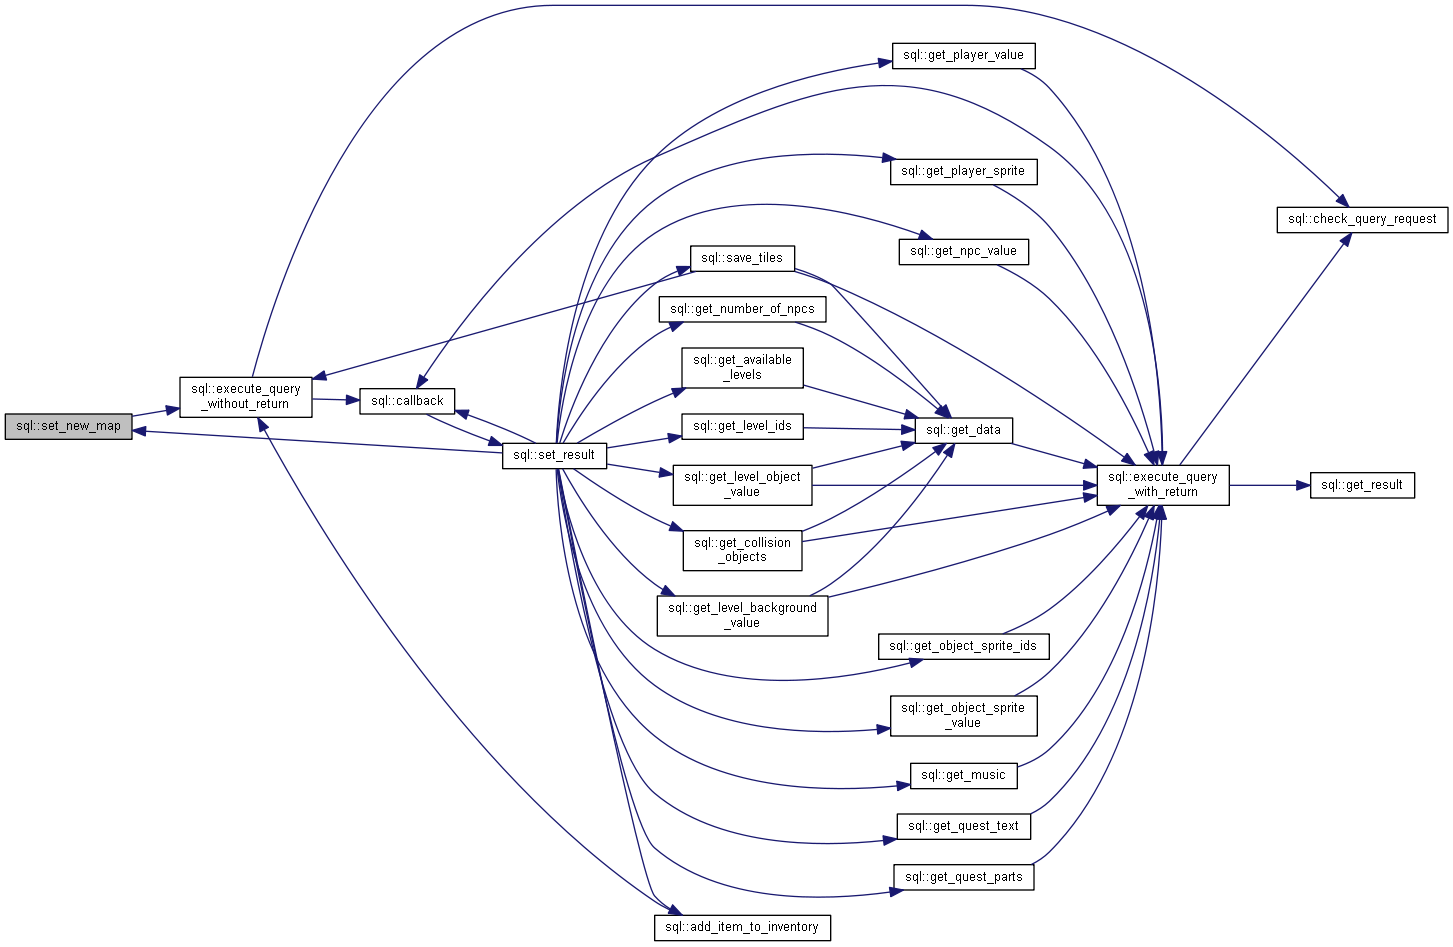 sql::get_player_value
sql::get_player_sprite
sql::check_query_request
sql::get_npc_value
sql::save_tiles
sql::get_number_of_npcs
sql::get_available
_levels
sql::execute_query
_without_return
sql::callback
sql::set_new_map
sql::get_level_ids
sql::get_data
sql::set_result
sql::get_level_object
_value
sql::execute_query
_with_return
sql::get_result
sql::get_collision
_objects
sql::get_level_background
_value
sql::get_object_sprite_ids
sql::get_object_sprite
_value
sql::get_music
sql::get_quest_text
sql::get_quest_parts
sql::add_item_to_inventory